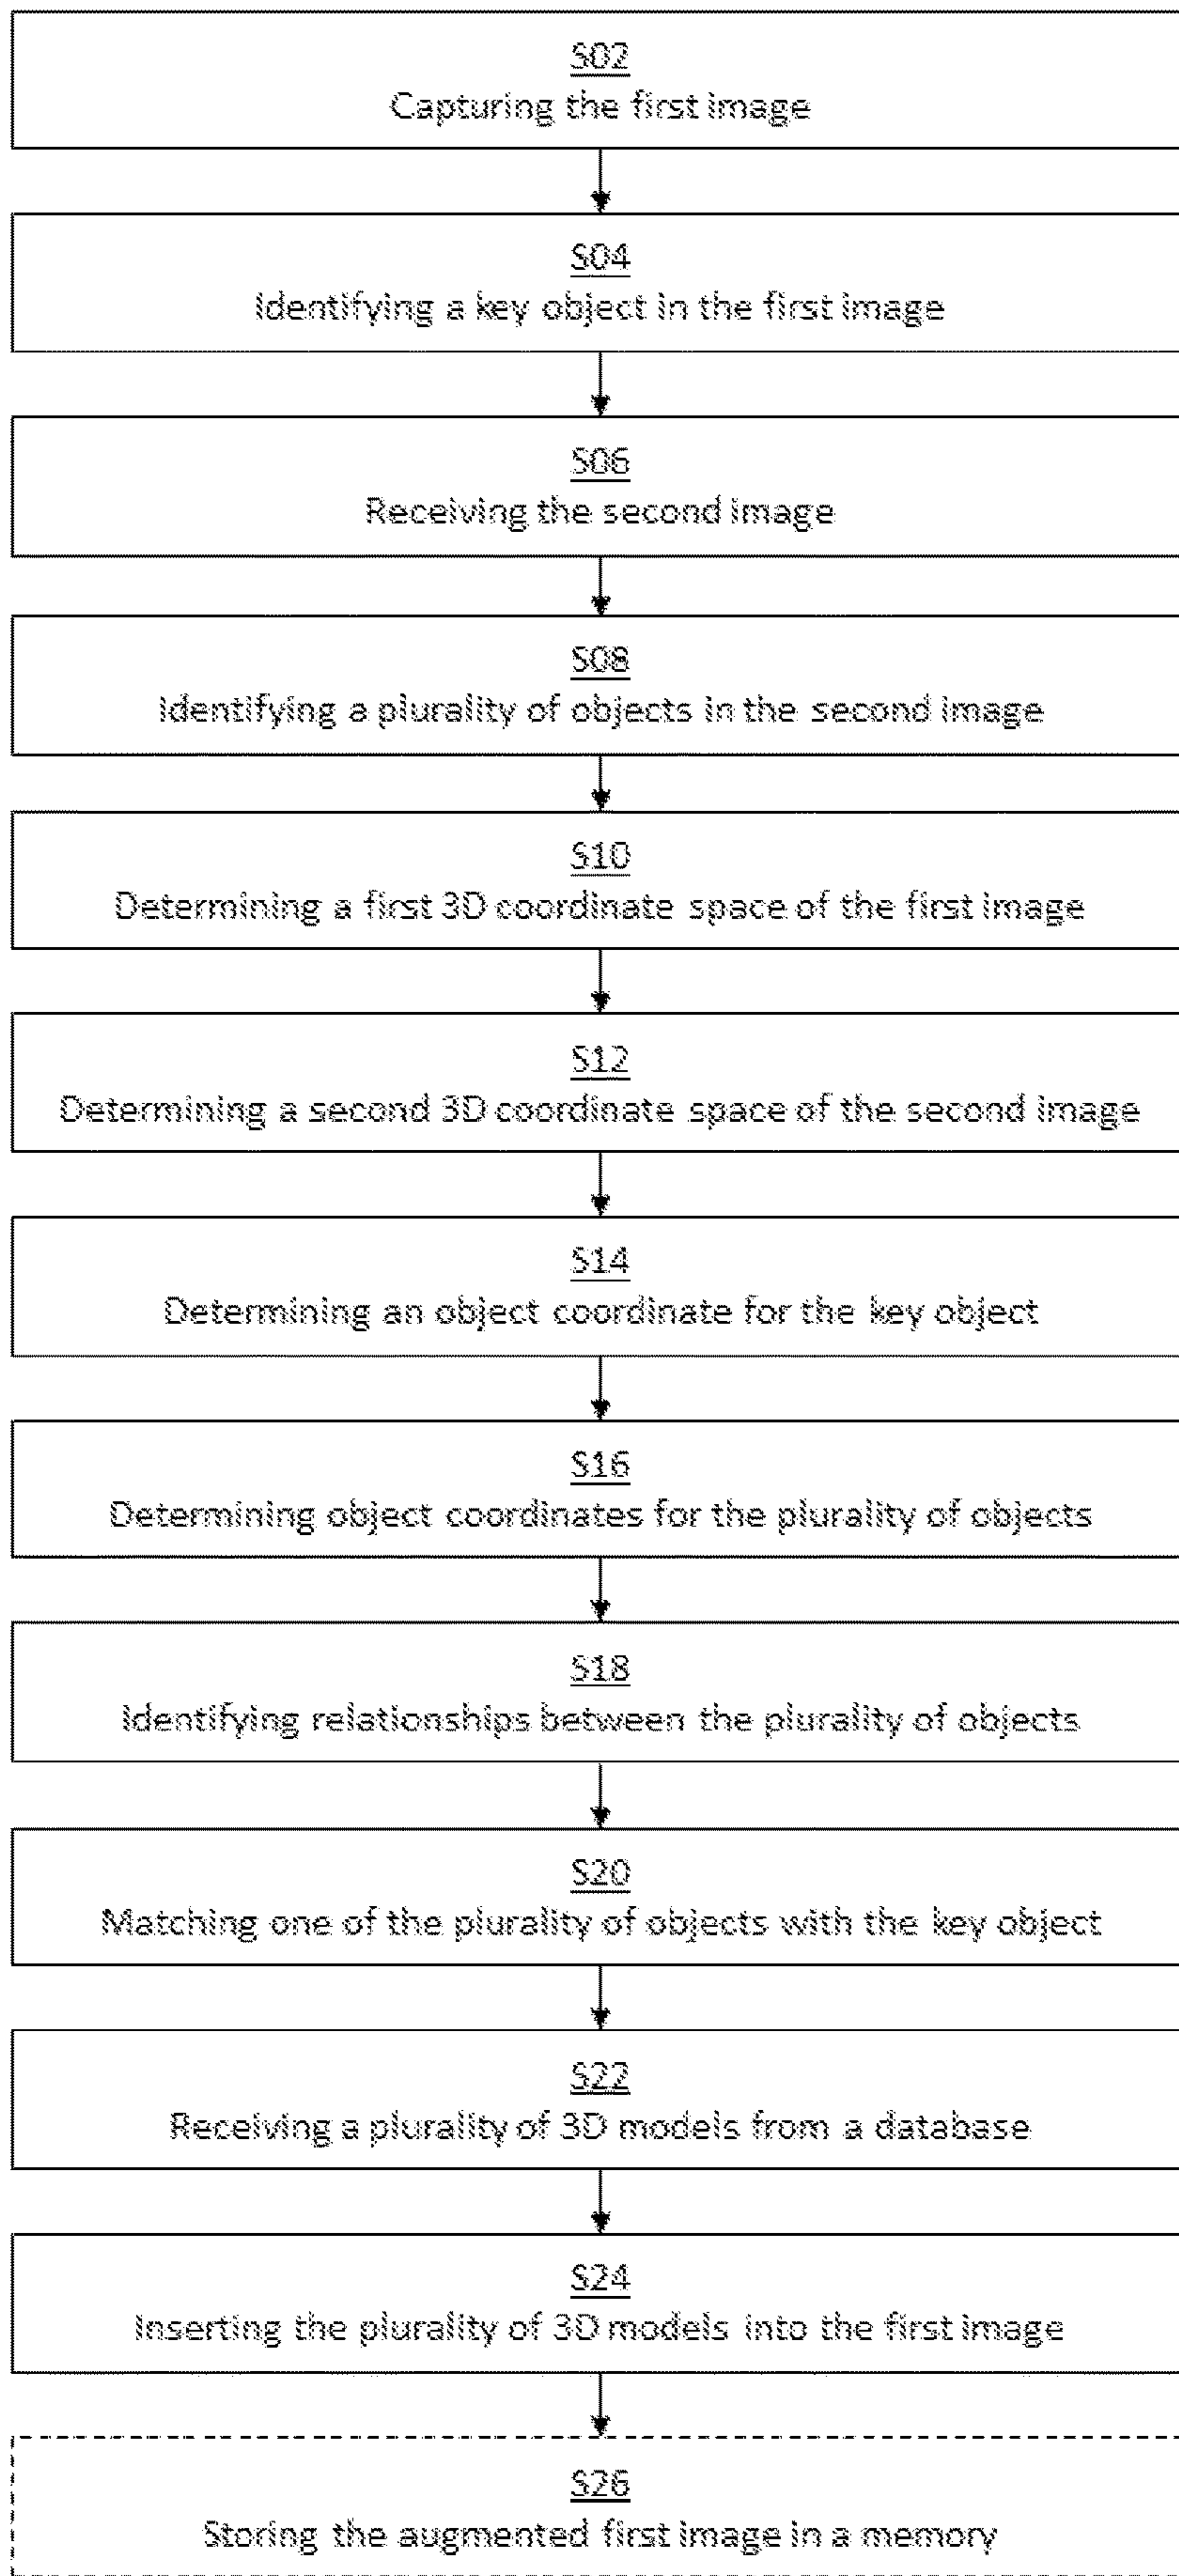 S02
Capturing the first image
S04
Identifying a key object in the first image
S06
Receiving the second image
S08
Identifying a plurality of objects in the second image
S10
Determining a first 3D coordinate space of the first image
S12
Determining a second 3D coordinate space of the second image
S14
Determining an object coordinate for the key object
S16
Determining object coordinates for the plurality of objects
S18
Identifying relationships between the plurality of objects
S20
Matching one of the plurality of objects with the key object
S22
Receiving a plurality of 3D models from a database
S24
Inserting the plurality of 3D models into the first image
S26
Storing the augmented first image in a memory